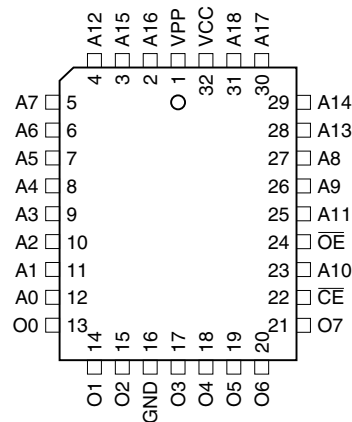 A12 A15 A16 VPP VCC A18 A17
4 3 2 1 32 31 30
A7 5 29 A14
A6 6 28 A13
A5 7 27 A8
A4 8 26 A9
A3 9 25 A11
A2 10 24 OE
A1 11 23 A10
A0 12 22 CE
O0 13 21 O7
14 15 16 17 18 19 20
O1 O2 GND O3 O4 O5 O6